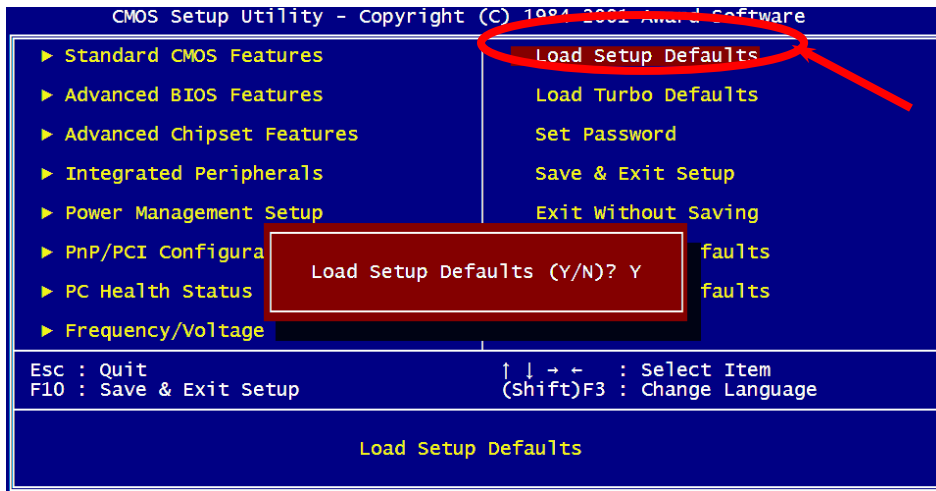 CMOS Setup Utility - Copyright (C) 1984-2001 Award Software
► Standard CMOS Features
► Advanced BIOS Features
► Advanced Chipset Features
► Integrated Peripherals
► Power Management Setup
► PnP/PCI Configura
► PC Health Status
► Frequency/Voltage
Load Setup Defaults
Load Turbo Defaults
Set Password
Save & Exit Setup
Exit Without Saving
faults
faults
Load Setup Defaults (Y/N)? Y
Esc : Quit
F10 : Save & Exit Setup
↑ ↓ → ← : Select Item
(Shift)F3 : Change Language
Load Setup Defaults